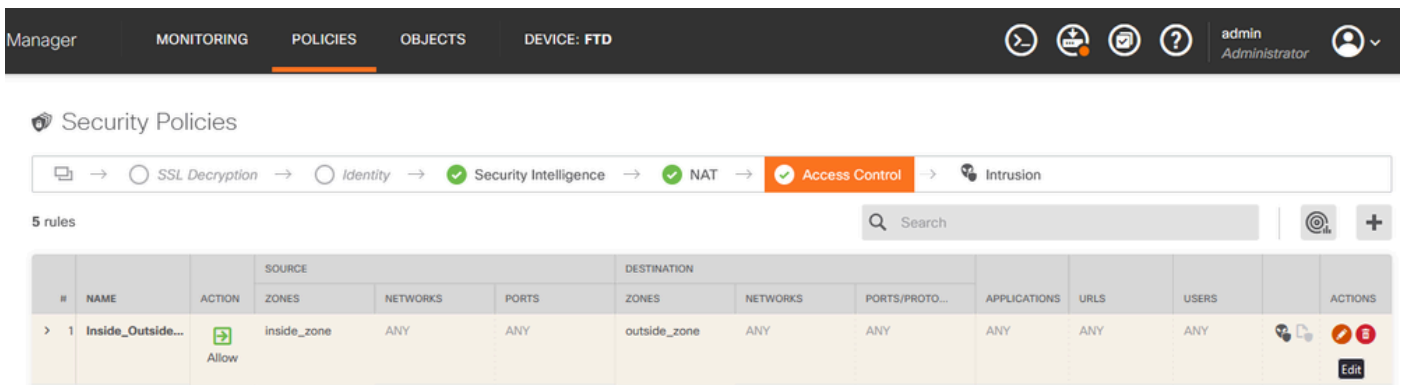 Manager MONITORING POLICIES OBJECTS DEVICE: FTD admin
Administrator
Security Policies
SSL Decryption → Identity → Security Intelligence → NAT → Access Control → Intrusion
5 rules Search
SOURCE DESTINATION
# NAME ACTION ZONES NETWORKS PORTS ZONES NETWORKS PORTS/PROTO... APPLICATIONS URLS USERS ACTIONS
1 Inside_Outside... inside_zone ANY ANY outside_zone ANY ANY ANY ANY ANY
Allow
Edit